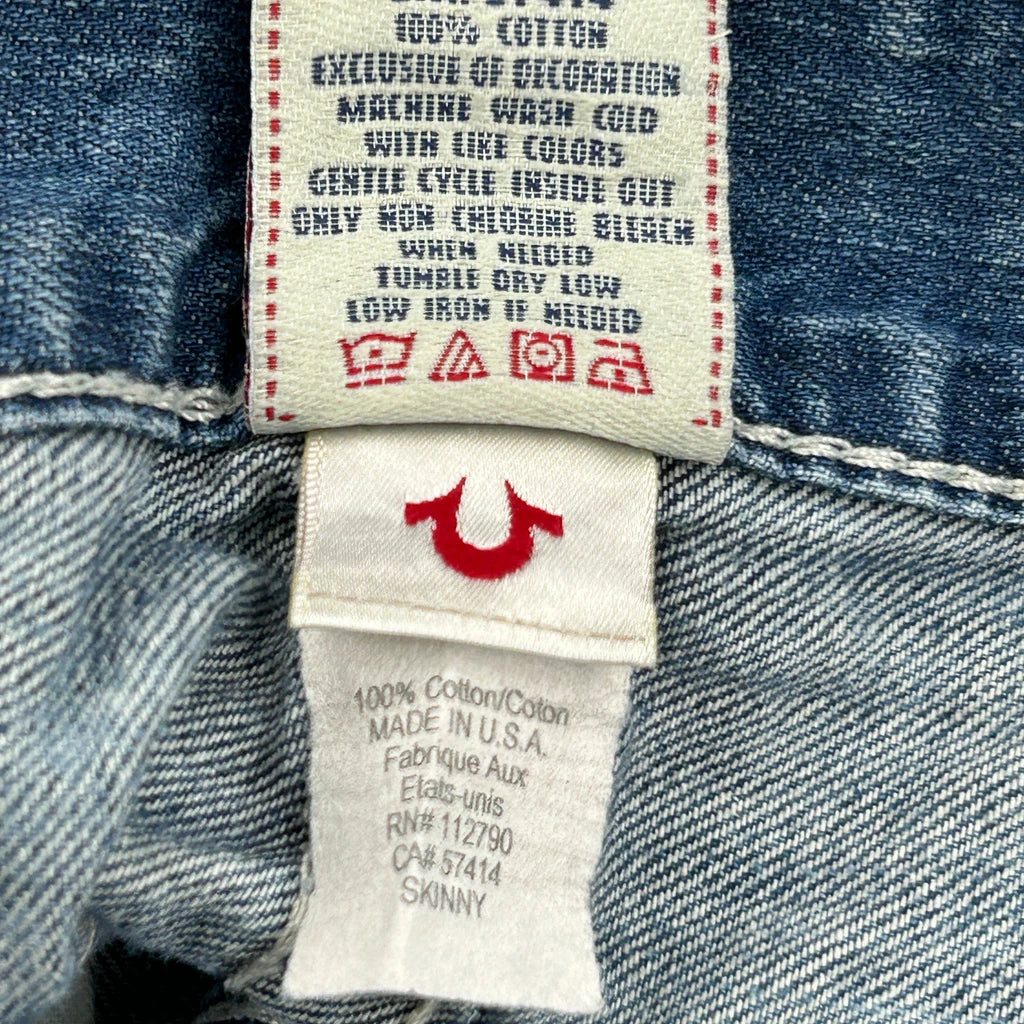 100% COTTON
EXCLUSIVE OF DECORATION
MACHINE WASH COLD
WITH LIKE COLORS
GENTLE CYCLE INSIDE OUT
ONLY NON CHLORINE BLEACH
WHEN NEEDED
TUMBLE DRY LOW
LOW IRON IF NEEDED
100% Cotton/Coton
MADE IN U.S.A.
Fabrique Aux
Etats-unis
RN# 112790
CA# 57414
SKINNY